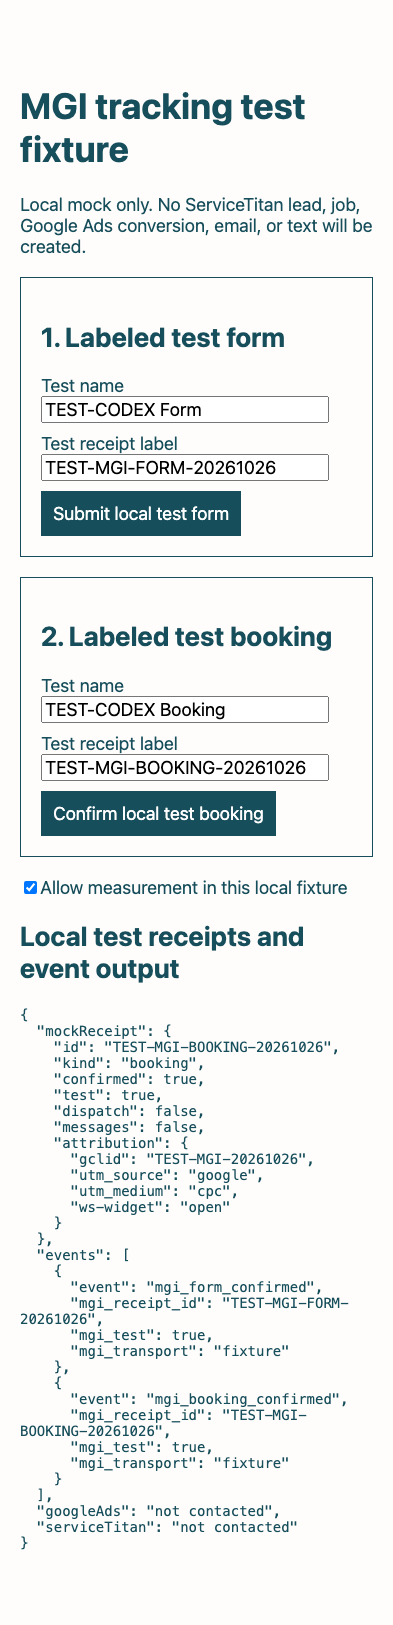 MGI tracking test
fixture
Local mock only. No ServiceTitan lead, job,
Google Ads conversion, email, or text will be
created.
1. Labeled test form
Test name
TEST-CODEX Form
Test receipt label
TEST-MGI-FORM-20261026
Submit local test form
2. Labeled test booking
Test name
TEST-CODEX Booking
Test receipt label
TEST-MGI-BOOKING-20261026
Confirm local test booking
Allow measurement in this local fixture
Local test receipts and
event output
{
  "mockReceipt": {
    "id": "TEST-MGI-BOOKING-20261026",
    "kind": "booking",
    "confirmed": true,
    "test": true,
    "dispatch": false,
    "messages": false,
    "attribution": {
      "gclid": "TEST-MGI-20261026",
      "utm_source": "google",
      "utm_medium": "cpc",
      "ws-widget": "open"
    }
  },
  "events": [
    {
      "event": "mgi_form_confirmed",
      "mgi_receipt_id": "TEST-MGI-FORM-
20261026",
      "mgi_test": true,
      "mgi_transport": "fixture"
    },
    {
      "event": "mgi_booking_confirmed",
      "mgi_receipt_id": "TEST-MGI-
BOOKING-20261026",
      "mgi_test": true,
      "mgi_transport": "fixture"
    }
  ],
  "googleAds": "not contacted",
  "serviceTitan": "not contacted"
}